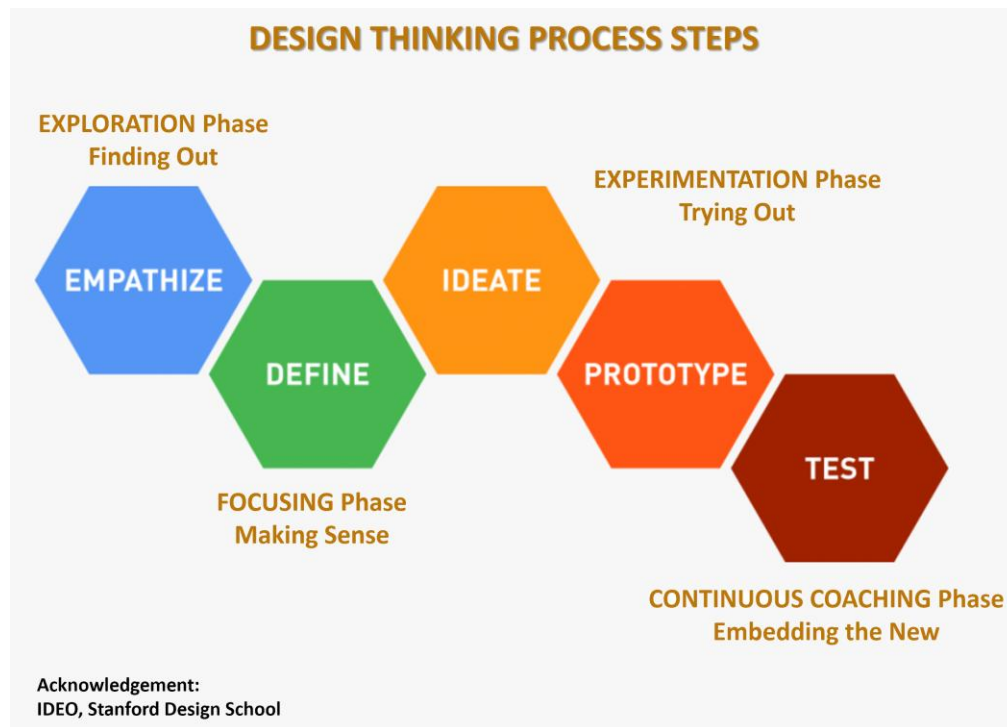 DESIGN THINKING PROCESS STEPS
EXPLORATION Phase
Finding Out
EXPERIMENTATION Phase
Trying Out
EMPATHIZE
IDEATE
DEFINE
PROTOTYPE
TEST
FOCUSING Phase
Making Sense
CONTINUOUS COACHING Phase
Embedding the New
Acknowledgement:
IDEO, Stanford Design School